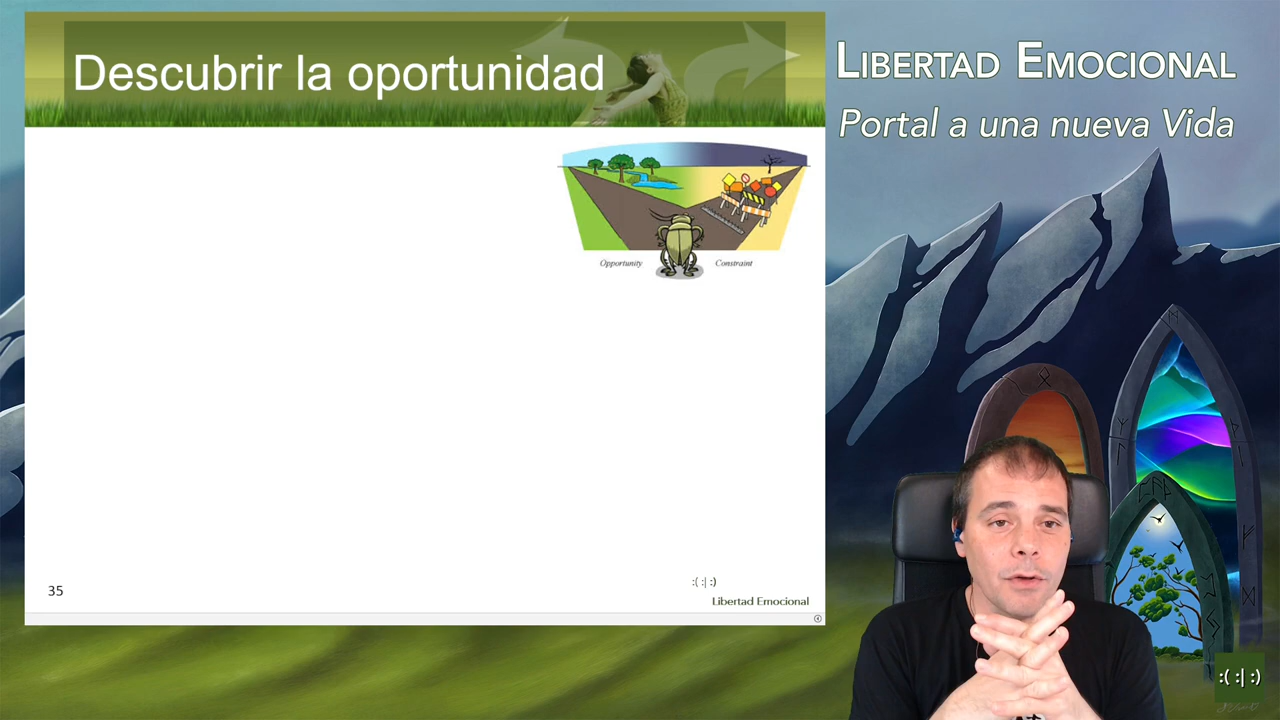 Descubrir la oportunidad
LIBERTAD EMOCIONAL
Portal a una nueva Vida
Opportunity
Constraint
35
:( :| :)
Libertad Emocional
:( :| :)